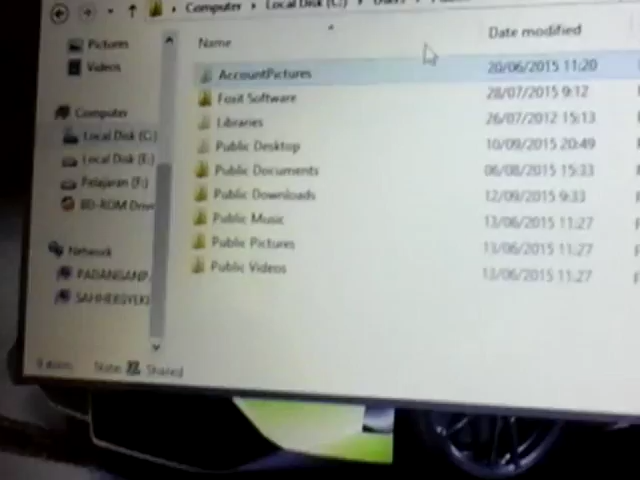 Computer Local Disk (C:) Users
Name Date modified
Pictures
Videos
Computer
Local Disk (C:)
Local Disk (E:)
Pelajaran (F:)
BD-ROM Drive
Network
AccountPictures 20/06/2015 11:20
Foxit Software 28/07/2015 9:12
Libraries 26/07/2012 15:13
Public Desktop 10/09/2015 20:49
Public Documents 06/08/2015 15:33
Public Downloads 12/09/2015 9:33
Public Music 13/06/2015 11:27
Public Pictures 13/06/2015 11:27
Public Videos 13/06/2015 11:27
9 items State: Shared